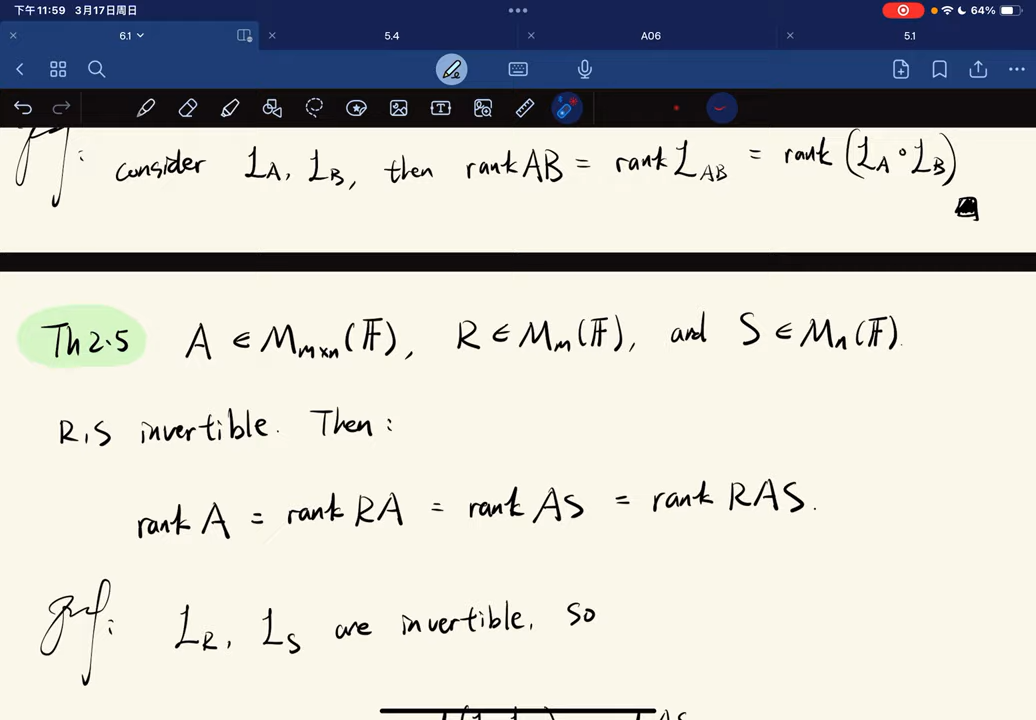 下午11:59 3月17日周日
64%
6.1
5.4
A06
5.1
prf: consider L_A, L_B, then rank AB = rank L_AB = rank (L_A ∘ L_B)
Th 2.5 A ∈ M_m×n(𝔽), R ∈ M_m(𝔽), and S ∈ M_n(𝔽).
R, S invertible. Then:
rank A = rank RA = rank AS = rank RAS.
prf: L_R, L_S are invertible, so